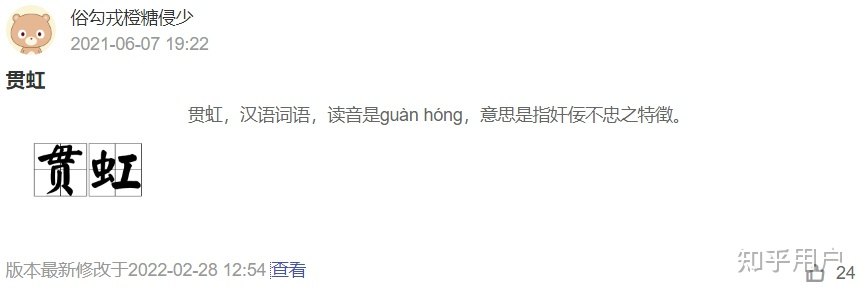 俗勾戎橙糖侵少
2021-06-07 19:22
贯虹
贯虹，汉语词语，读音是guàn hóng，意思是指奸佞不忠之特徵。
贯虹
版本最新修改于2022-02-28 12:54 查看
知乎用户
24